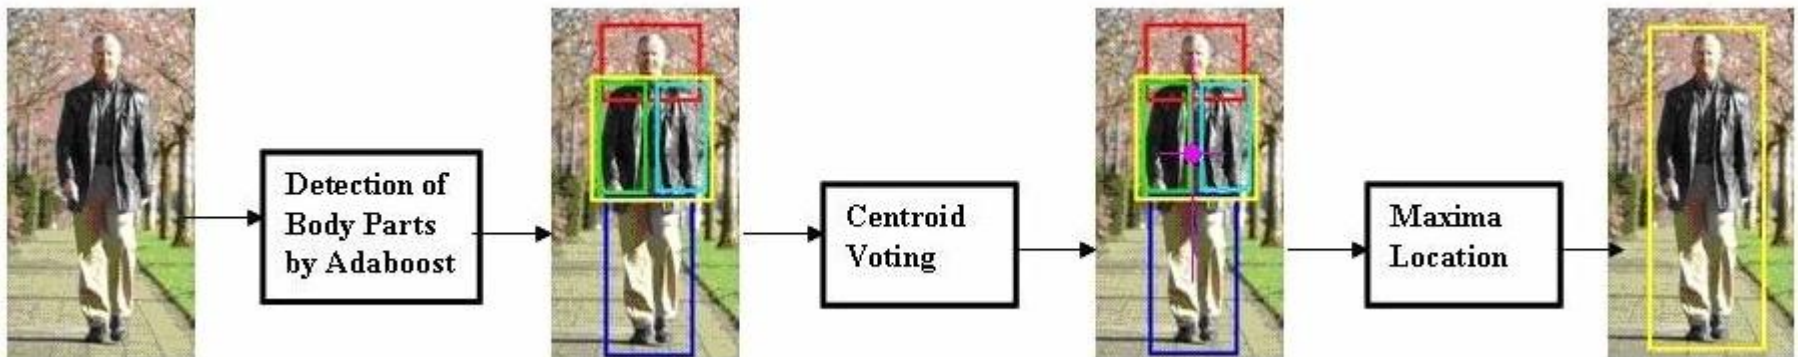 Detection of
Body Parts
by Adaboost
Centroid
Voting
Maxima
Location